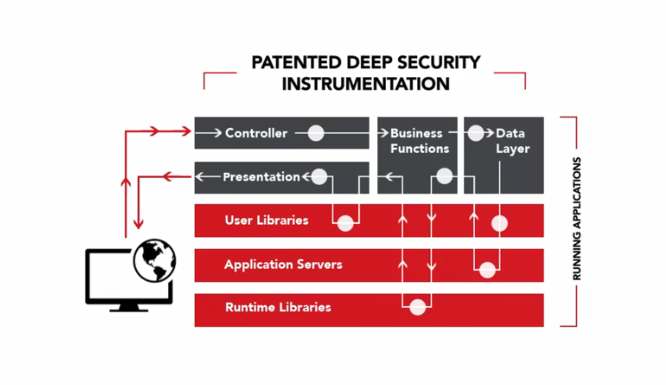 PATENTED DEEP SECURITY
INSTRUMENTATION
Controller
Business
Functions
Data
Layer
Presentation
User Libraries
Application Servers
Runtime Libraries
RUNNING APPLICATIONS